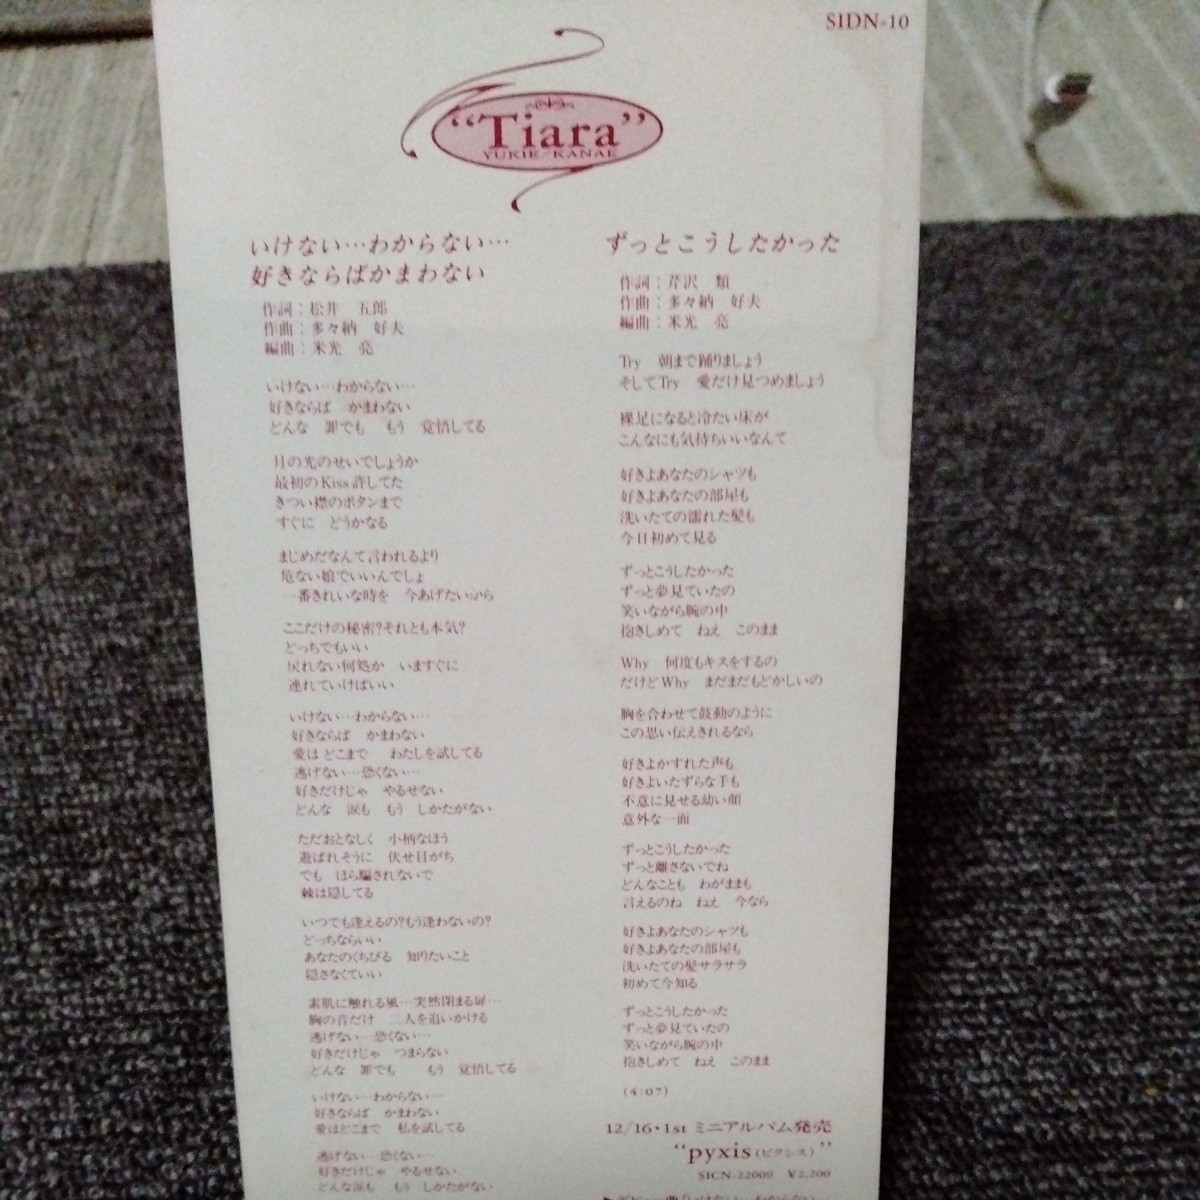 SIDN-10
“Tiara”
YUKIE/KANAE
いけない…わからない…
好きならばかまわない
作詞：松井　五郎
作曲：多々納　好夫
編曲：米光　亮
いけない…わからない…
好きならば　かまわない
どんな　罪でも　もう　覚悟してる
月の光のせいでしょうか
最初のKiss許してた
きつい襟のボタンまで
すぐに　どうかなる
まじめだなんて言われるより
危ない娘でいいんでしょ
一番きれいな時を　今あげたいから
ここだけの秘密?それとも本気?
どっちでもいい
戻れない何処か　いますぐに
連れていけばいい
いけない…わからない…
好きならば　かまわない
愛は どこまで　わたしを試してる
逃げない…恐くない…
好きだけじゃ　やるせない
どんな　涙も　もう　しかたがない
ただおとなしく　小柄なほう
遊ばれそうに　伏せ目がち
でも　ほら騙されないで
棘は隠してる
いつでも逢えるの?もう逢わないの?
どっちならいい
あなたのくちびる　知りたいこと
隠さなくていい
素肌に触れる風…突然閉まる扉…
胸の音だけ　二人を追いかける
逃げない…恐くない…
好きだけじゃ　つまらない
どんな　罪でも　もう　覚悟してる
いけない…わからない…
好きならば　かまわない
愛はどこまで　私を試してる
逃げない…恐くない…
好きだけじゃ　やるせない
どんな涙も　もう　しかたがない
ずっとこうしたかった
作詞：芹沢　類
作曲：多々納　好夫
編曲：米光　亮
Try　朝まで踊りましょう
そしてTry　愛だけ見つめましょう
裸足になると冷たい床が
こんなにも気持ちいいなんて
好きよあなたのシャツも
好きよあなたの部屋も
洗いたての濡れた髪も
今日初めて見る
ずっとこうしたかった
ずっと夢見ていたの
笑いながら腕の中
抱きしめて　ねえ　このまま
Why　何度もキスをするの
だけどWhy　まだまだもどかしいの
胸を合わせて鼓動のように
この思い伝えきれるなら
好きよかすれた声も
好きよいたずらな手も
不意に見せる幼い顔
意外な一面
ずっとこうしたかった
ずっと離さないでね
どんなことも　わがままも
言えるのね　ねえ　今なら
好きよあなたのシャツも
好きよあなたの部屋も
洗いたての髪サラサラ
初めて今知る
ずっとこうしたかった
ずっと夢見ていたの
笑いながら腕の中
抱きしめて　ねえ　このまま
(4:07)
12/16・1st ミニアルバム発売
“pyxis(ピクシス)”
SICN-22009　¥2,200